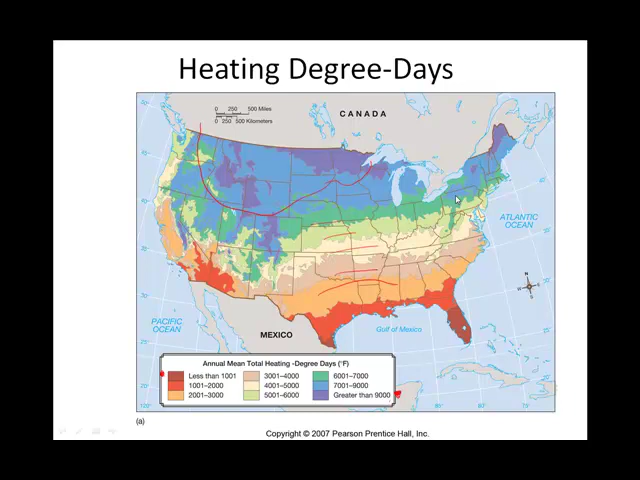 Heating Degree-Days
0 250 500 Miles
0 250 500 Kilometers
CANADA
ATLANTIC
OCEAN
PACIFIC
OCEAN
MEXICO
Gulf of Mexico
Annual Mean Total Heating -Degree Days (°F)
Less than 1001
1001–2000
2001–3000
3001–4000
4001–5000
5001–6000
6001–7000
7001–9000
Greater than 9000
(a)
Copyright © 2007 Pearson Prentice Hall, Inc.